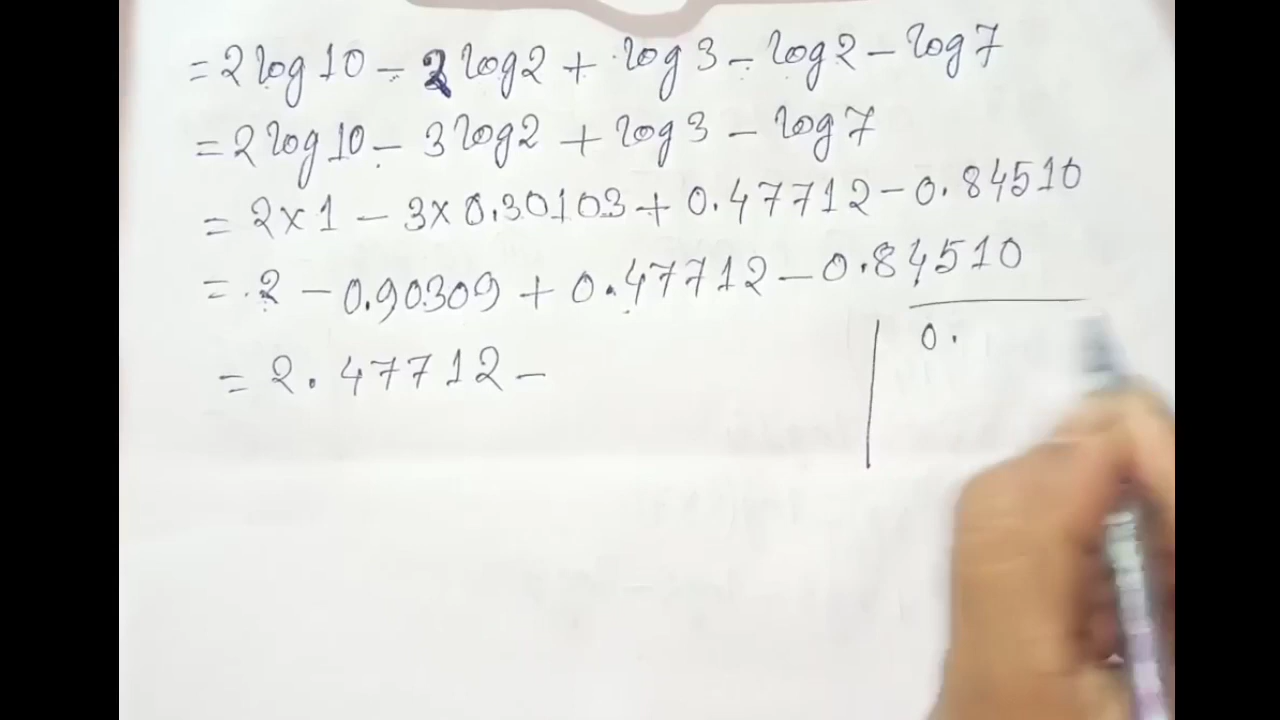 = 2 log 10 - 2 log 2 + log 3 - log 2 - log 7
= 2 log 10 - 3 log 2 + log 3 - log 7
= 2 × 1 - 3 × 0.30103 + 0.47712 - 0.84510
= 2 - 0.90309 + 0.47712 - 0.84510
0.
= 2.47712 -